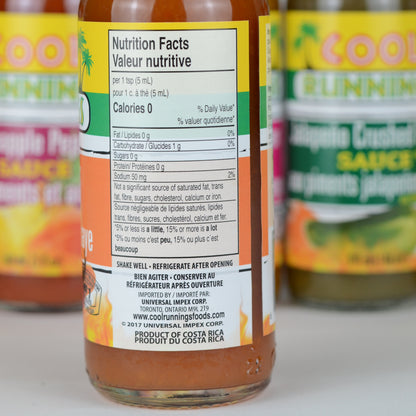 COOL
RUNNING
Nutrition Facts
Valeur nutritive
per 1 tsp (5 mL)
pour 1 c. à thé (5 mL)
Calories 0
% Daily Value*
% valeur quotidienne*
Fat / Lipides 0 g 0%
Carbohydrate / Glucides 1 g 0%
Sugars 0 g
Protein/ Protéines 0 g
Sodium 50 mg 2%
Not a significant source of saturated fat, trans
fat, fibre, sugars, cholesterol, calcium or iron.
Source négligeable de lipides saturés, lipides
trans, fibres, sucres, cholestérol, calcium et fer.
*5% or less is a little, 15% or more is a lot
*5% ou moins c'est peu, 15% ou plus c'est
beaucoup
SHAKE WELL • REFRIGERATE AFTER OPENING
BIEN AGITER • CONSERVER AU
RÉFRIGÉRATEUR APRÈS OUVERTURE
IMPORTED BY / IMPORTÉ PAR:
UNIVERSAL IMPEX CORP.
TORONTO, ONTARIO M9L 2T9
www.coolrunningsfoods.com
© 2017 UNIVERSAL IMPEX CORP.
PRODUCT OF COSTA RICA
PRODUIT DU COSTA RICA
COOL
RUNNING
Crushed
SAUCE
SAUCE